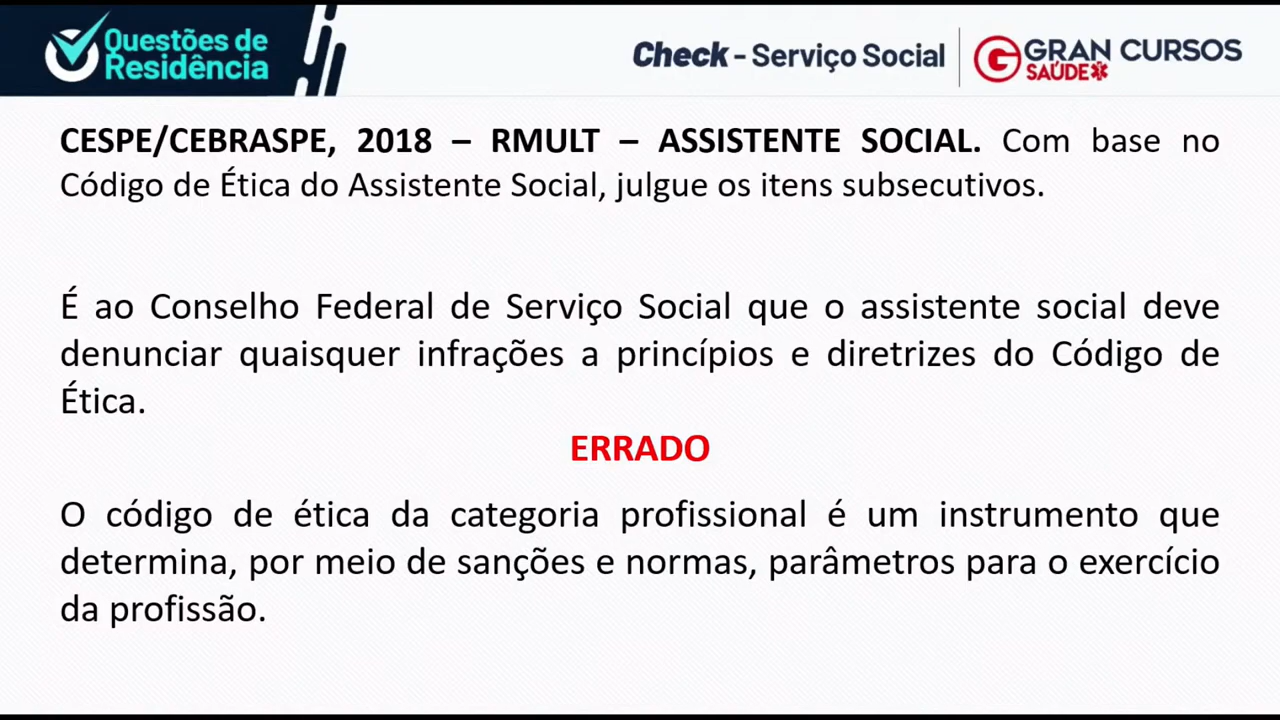 Questões de
Residência
Check - Serviço Social
GRAN CURSOS
SAÚDE
CESPE/CEBRASPE, 2018 – RMULT – ASSISTENTE SOCIAL. Com base no
Código de Ética do Assistente Social, julgue os itens subsecutivos.
É ao Conselho Federal de Serviço Social que o assistente social deve
denunciar quaisquer infrações a princípios e diretrizes do Código de
Ética.
ERRADO
O código de ética da categoria profissional é um instrumento que
determina, por meio de sanções e normas, parâmetros para o exercício
da profissão.